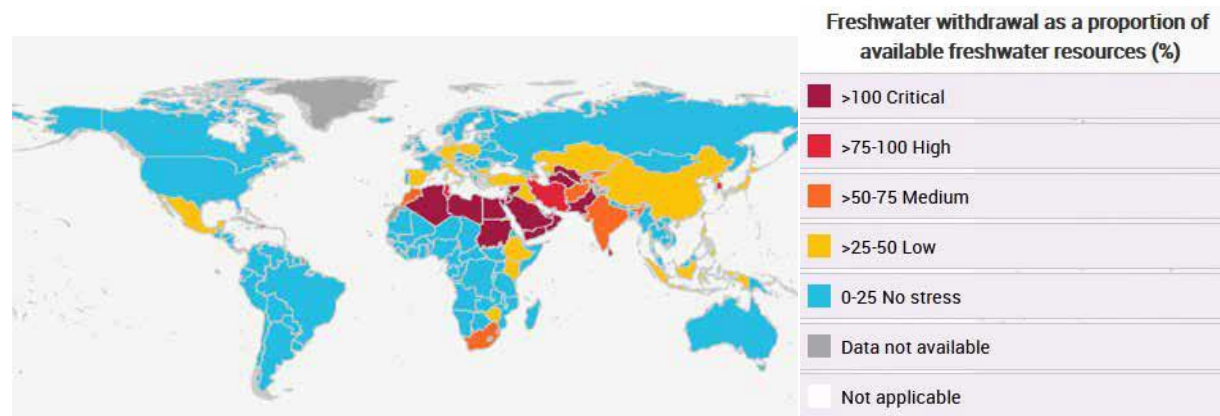 Freshwater withdrawal as a proportion of
available freshwater resources (%)
>100 Critical
>75-100 High
>50-75 Medium
>25-50 Low
0-25 No stress
Data not available
Not applicable